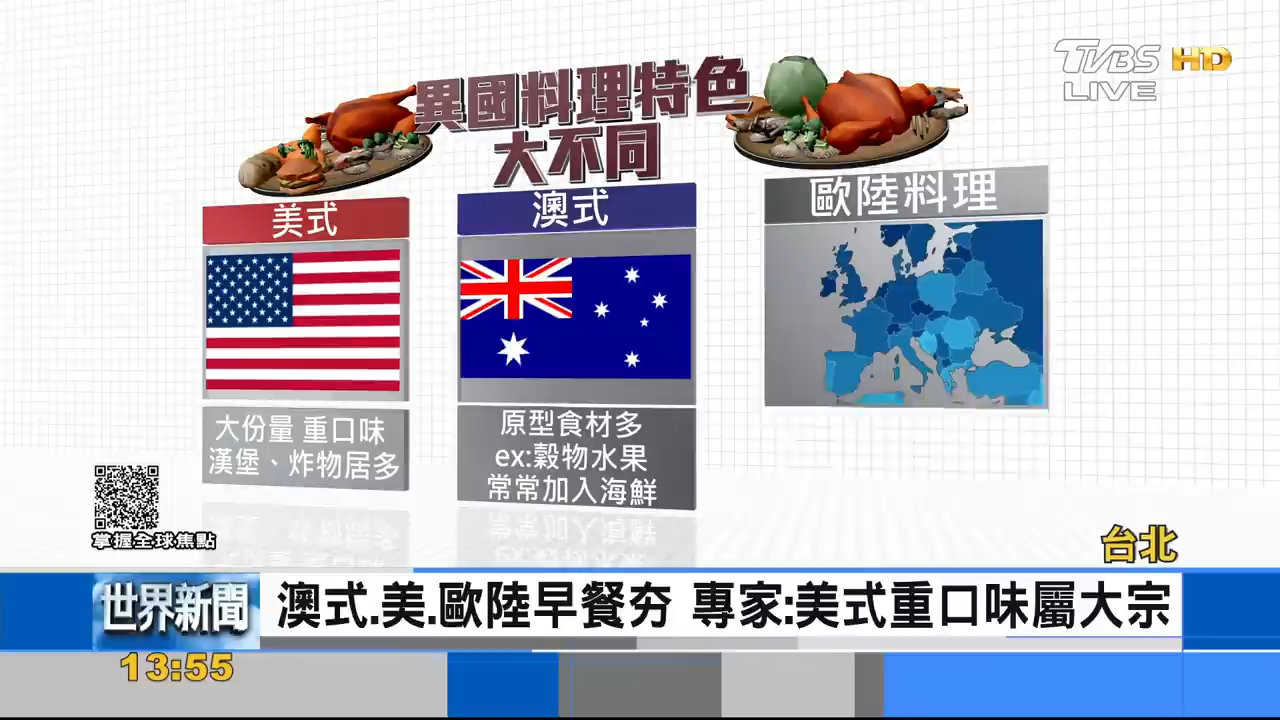 TVBS HD
LIVE
異國料理特色
大不同
美式
大份量 重口味
漢堡、炸物居多
澳式
原型食材多
ex:穀物水果
常常加入海鮮
歐陸料理
掌握全球焦點
台北
世界新聞
澳式.美.歐陸早餐夯 專家:美式重口味屬大宗
13:55